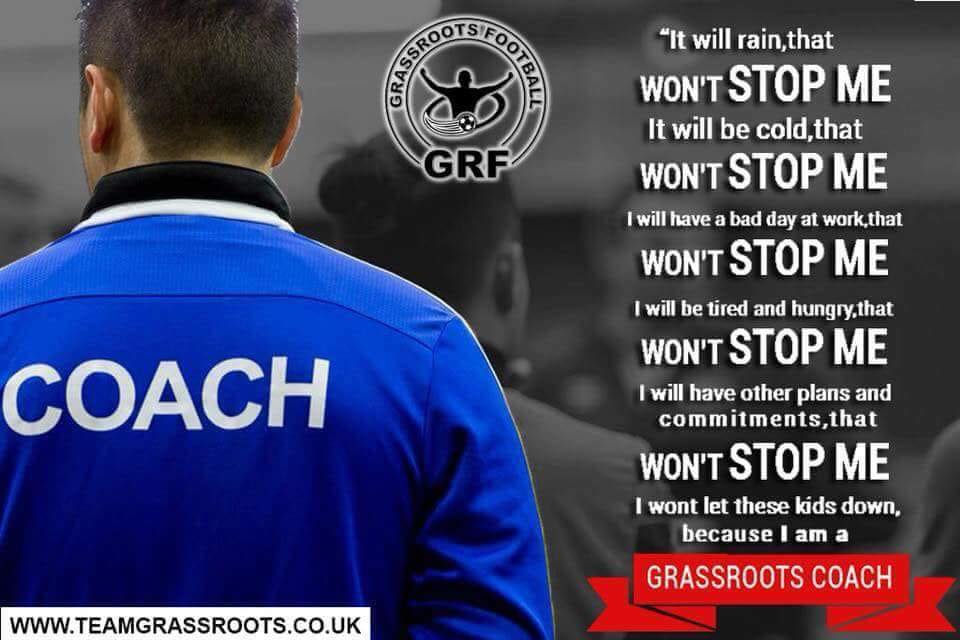 GRASSROOTS FOOTBALL
GRF
“It will rain,that
WON'T STOP ME
It will be cold,that
WON'T STOP ME
I will have a bad day at work,that
WON'T STOP ME
I will be tired and hungry,that
WON'T STOP ME
I will have other plans and
commitments,that
WON'T STOP ME
I wont let these kids down,
because I am a
GRASSROOTS COACH
COACH
WWW.TEAMGRASSROOTS.CO.UK